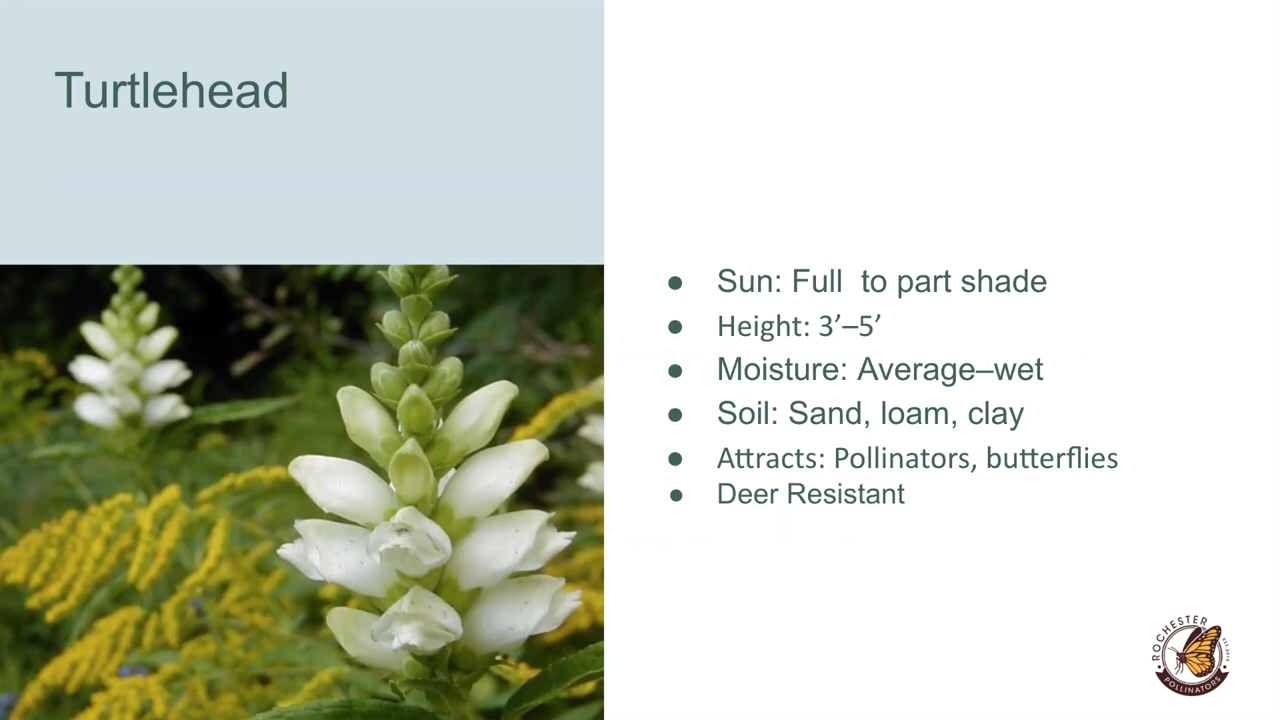 Turtlehead
● Sun: Full  to part shade
● Height: 3’–5’
● Moisture: Average–wet
● Soil: Sand, loam, clay
● Attracts: Pollinators, butterflies
● Deer Resistant
ROCHESTER
POLLINATORS